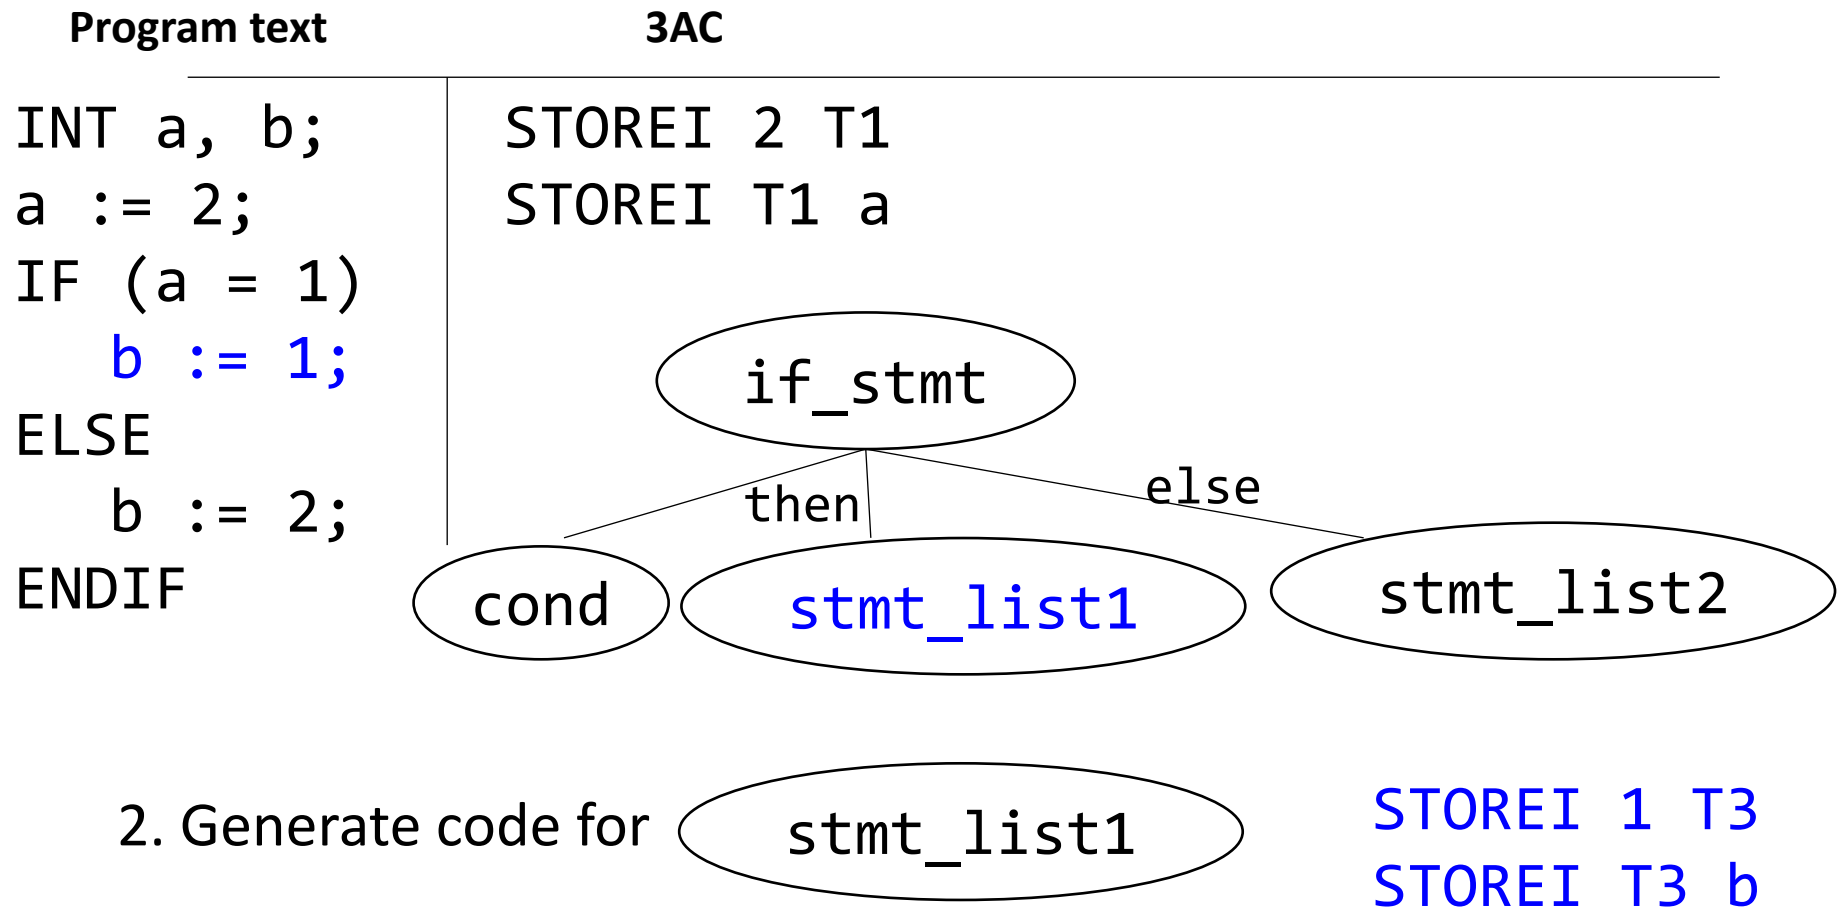 Program text 3AC
INT a, b; STOREI 2 T1
a := 2; STOREI T1 a
IF (a = 1)
b := 1;
if_stmt
ELSE
then else
b := 2;
ENDIF cond stmt_list1 stmt_list2
2. Generate code for stmt_list1 STOREI 1 T3
STOREI T3 b